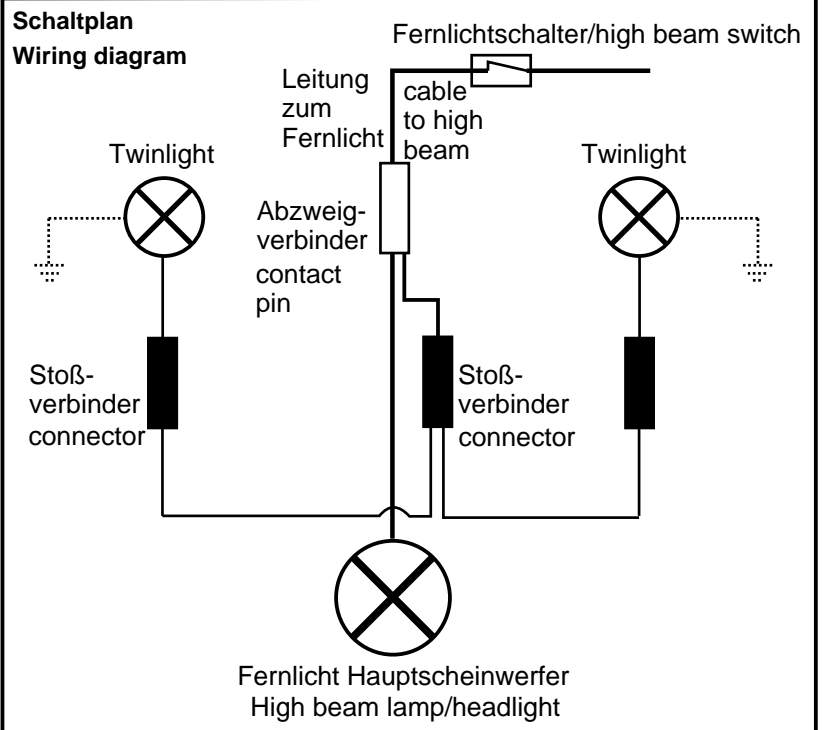 Schaltplan
Wiring diagram
Fernlichtschalter/high beam switch
Leitung
zum
Fernlicht
cable
to high
beam
Twinlight
Twinlight
Abzweig-
verbinder
contact
pin
Stoß-
verbinder
connector
Stoß-
verbinder
connector
Fernlicht Hauptscheinwerfer
High beam lamp/headlight